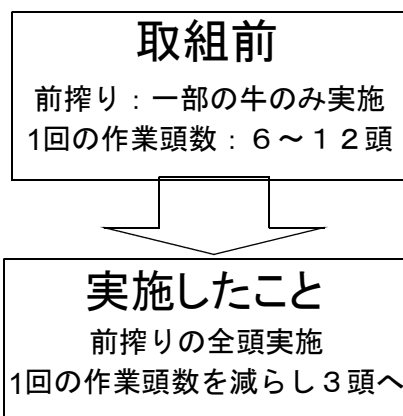 取組前
前搾り：一部の牛のみ実施
1回の作業頭数：６～１２頭
実施したこと
前搾りの全頭実施
1回の作業頭数を減らし３頭へ